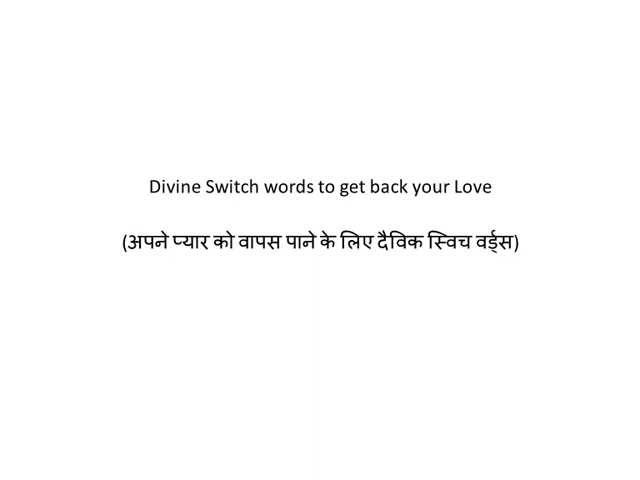 Divine Switch words to get back your Love
(अपने प्यार को वापस पाने के लिए दैविक स्विच वर्ड्स)